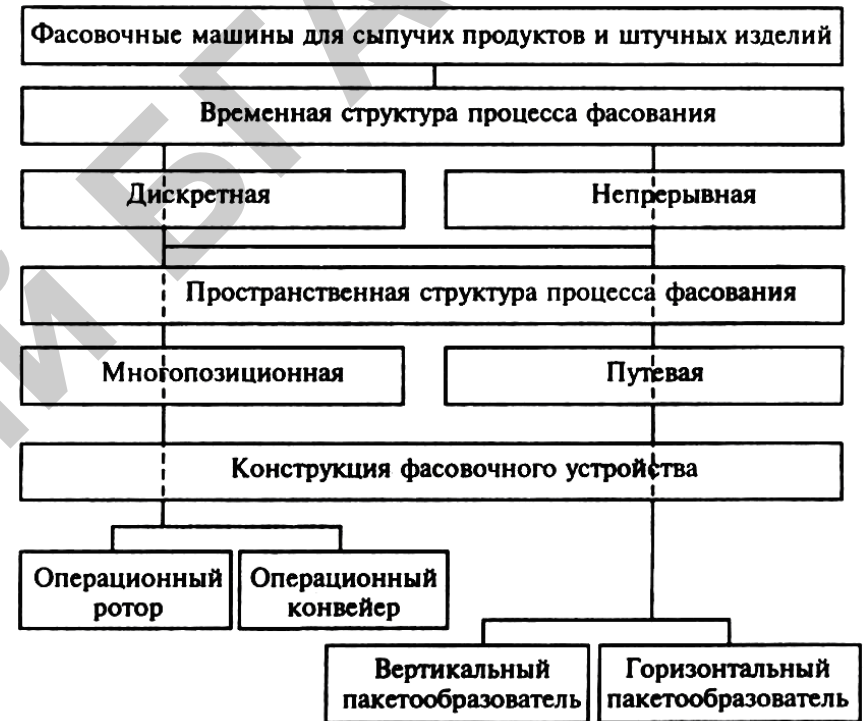 Фасовочные машины для сыпучих продуктов и штучных изделий
Временная структура процесса фасования
Дискретная
Непрерывная
Пространственная структура процесса фасования
Многопозиционная
Путевая
Конструкция фасовочного устройства
Операционный
ротор
Операционный
конвейер
Вертикальный
пакетообразователь
Горизонтальный
пакетообразователь